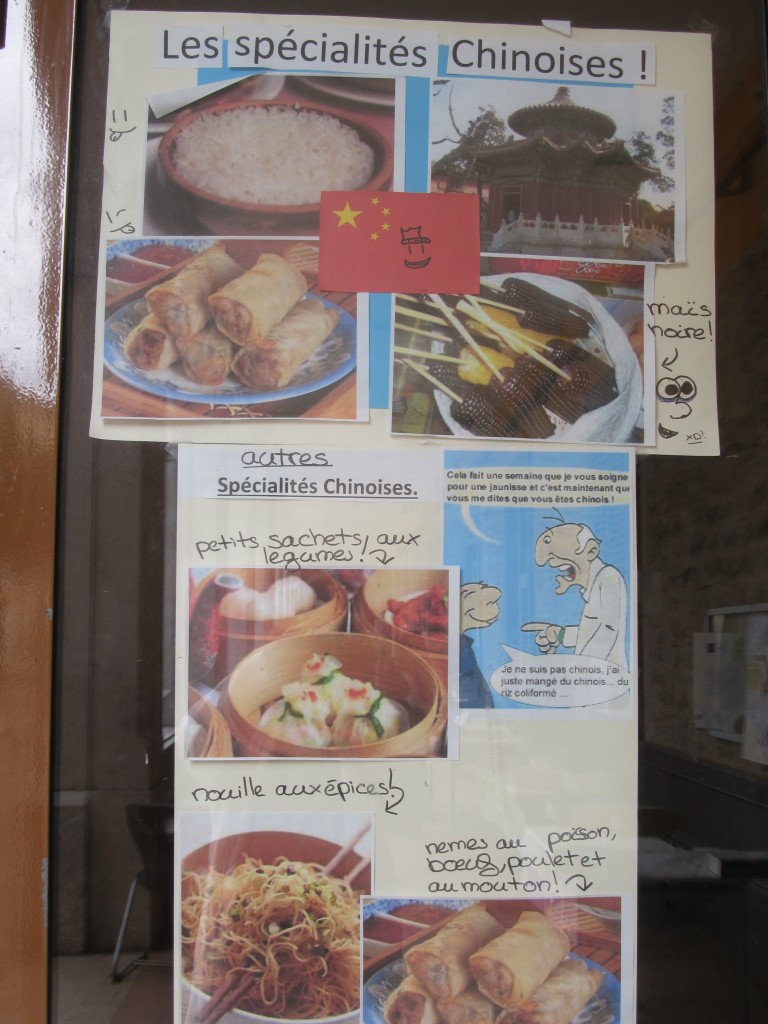 Les spécialités Chinoises !
maïs
noire!
XD!
autres
Spécialités Chinoises.
Cela fait une semaine que je vous soigne
pour une jaunisse et c'est maintenant que
vous me dites que vous êtes chinois !
petits sachets, aux
legumes!
Je ne suis pas chinois, j'ai
juste mangé du chinois... du
riz coliformé ...
nouille aux épices!
nemes au poisson,
boeuf, poulet et
au mouton!